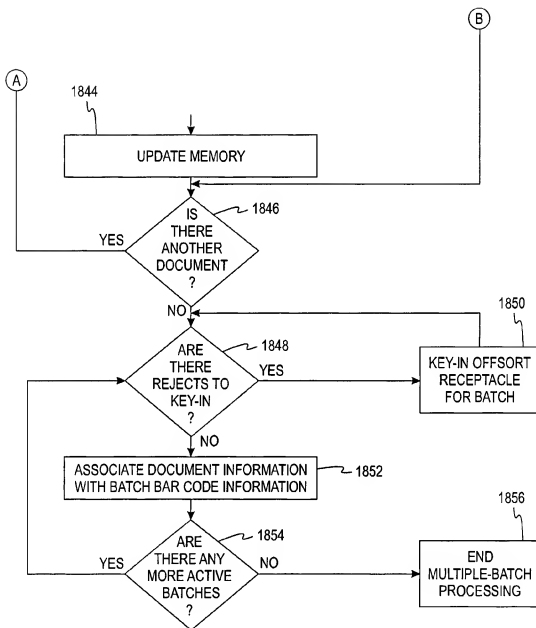 B
A
1844
UPDATE MEMORY
1846
IS
THERE
ANOTHER
DOCUMENT
?
YES
NO
1848
ARE
THERE
REJECTS TO
KEY-IN
?
YES
1850
KEY-IN OFFSORT
RECEPTACLE
FOR BATCH
NO
ASSOCIATE DOCUMENT INFORMATION
WITH BATCH BAR CODE INFORMATION
1852
1854
ARE
THERE ANY
MORE ACTIVE
BATCHES
?
YES
NO
1856
END
MULTIPLE-BATCH
PROCESSING